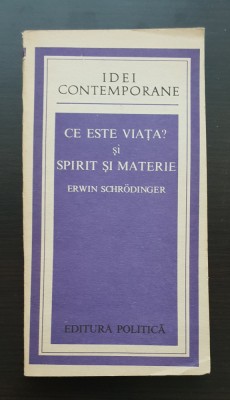 IDEI
CONTEMPORANE
CE ESTE VIAȚA?
și
SPIRIT ȘI MATERIE
ERWIN SCHRÖDINGER
EDITURA POLITICĂ